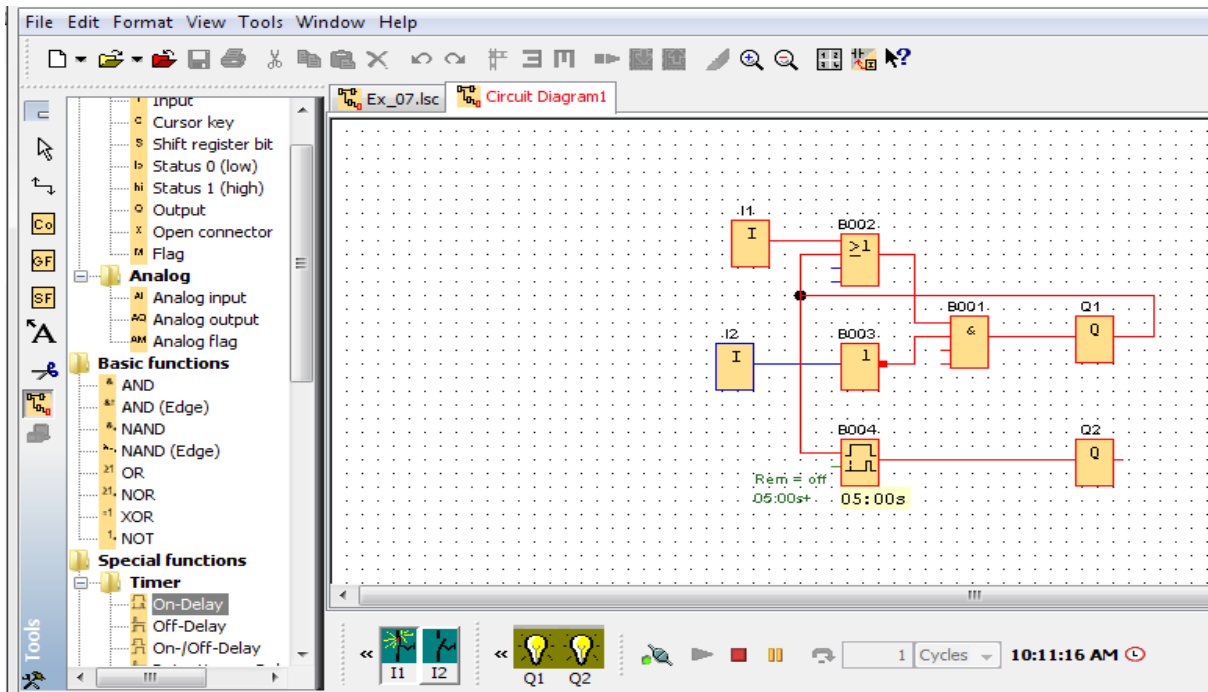 File Edit Format View Tools Window Help
Ex_07.lsc Circuit Diagram1
Input
Cursor key
Shift register bit
Status 0 (low)
Status 1 (high)
Output
Open connector
Flag
Analog
Analog input
Analog output
Analog flag
Basic functions
AND
AND (Edge)
NAND
NAND (Edge)
OR
NOR
XOR
NOT
Special functions
Timer
On-Delay
Off-Delay
On-/Off-Delay
Tools
Co
GF
SF
A
I1 B002
I ≥1
B001 Q1
& Q
I2 B003
I 1
B004 Q2
Q
Rem = off
05:00s+ 05:00s
I1 I2 Q1 Q2 1 Cycles 10:11:16 AM